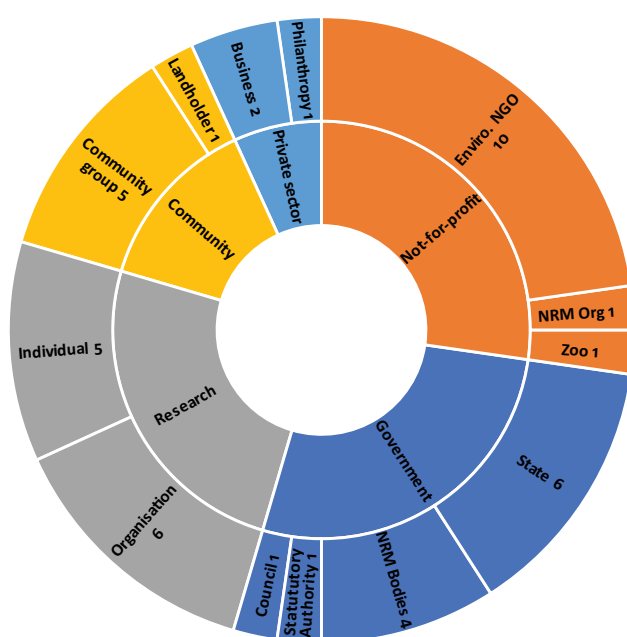 Not-for-profit
Enviro. NGO
10
NRM Org 1
Zoo 1
Government
State 6
NRM Bodies 4
Statututory
Authority 1
Council 1
Research
Organisation
6
Individual 5
Community
Community
group 5
Landholder 1
Private sector
Business 2
Philanthropy 1